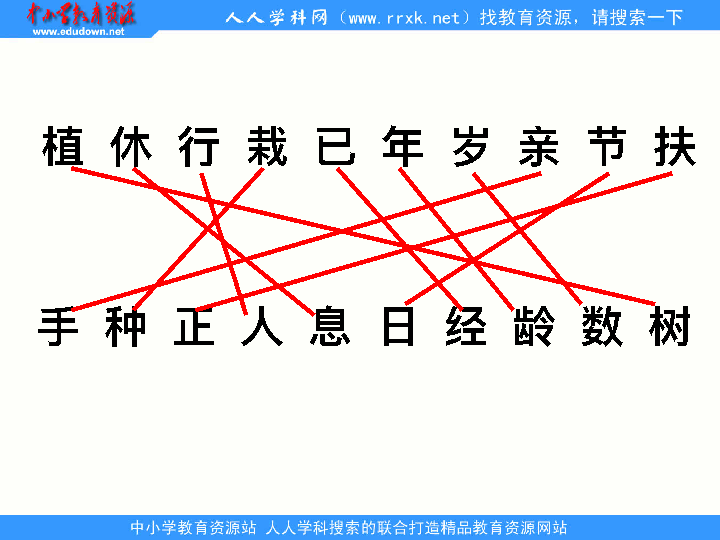 中小学教育资源
www.edudown.net
人人学科网（www.rrxk.net）找教育资源，请搜索一下
植 休 行 栽 已 年 岁 亲 节 扶
手 种 正 人 息 日 经 龄 数 树
中小学教育资源站 人人学科搜索的联合打造精品教育资源网站